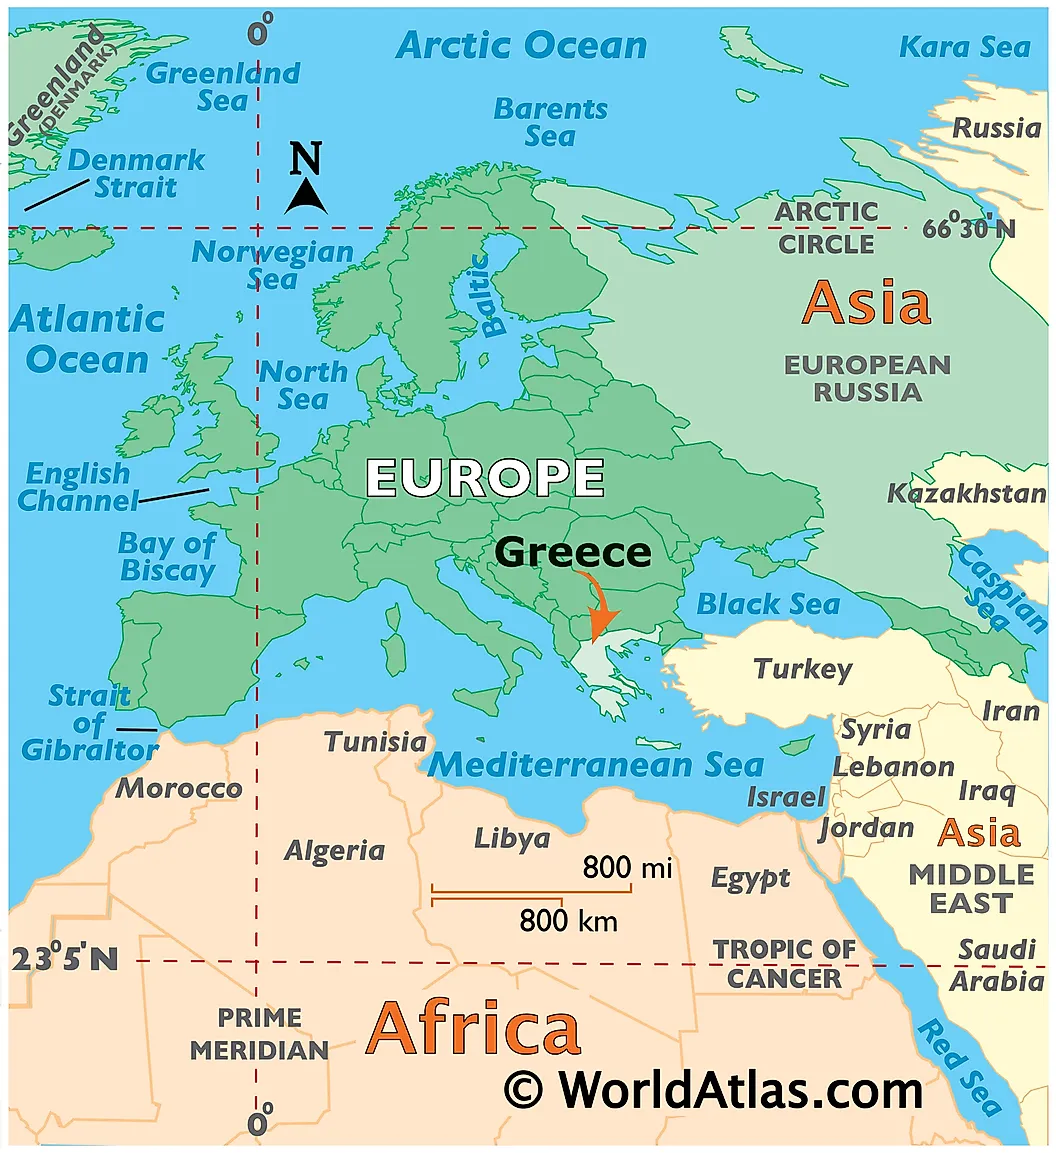 0°
Arctic Ocean
Kara Sea
Greenland
(DENMARK)
Greenland
Sea
Barents
Sea
Russia
Denmark
Strait
N
ARCTIC
CIRCLE
66°30'N
Norwegian
Sea
Baltic
Asia
Atlantic
Ocean
EUROPEAN
RUSSIA
North
Sea
English
Channel
EUROPE
Kazakhstan
Bay of
Biscay
Greece
Caspian
Sea
Black Sea
Turkey
Strait
of
Gibraltor
Iran
Syria
Tunisia
Mediterranean Sea
Lebanon
Morocco
Israel
Iraq
Jordan
Asia
Algeria
Libya
800 mi
Egypt
MIDDLE
EAST
800 km
23°5'N
TROPIC OF
CANCER
Saudi
Arabia
PRIME
MERIDIAN
Africa
Red Sea
© WorldAtlas.com
0°